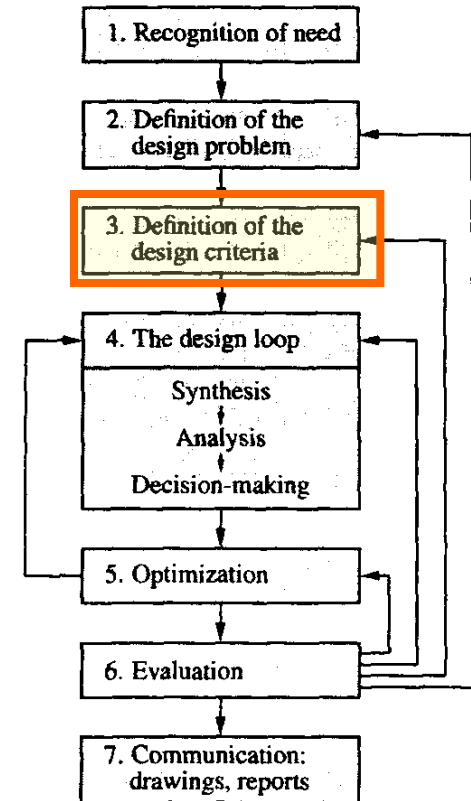 1. Recognition of need
2. Definition of the
design problem
3. Definition of the
design criteria
4. The design loop
Synthesis
Analysis
Decision-making
5. Optimization
6. Evaluation
7. Communication:
drawings, reports